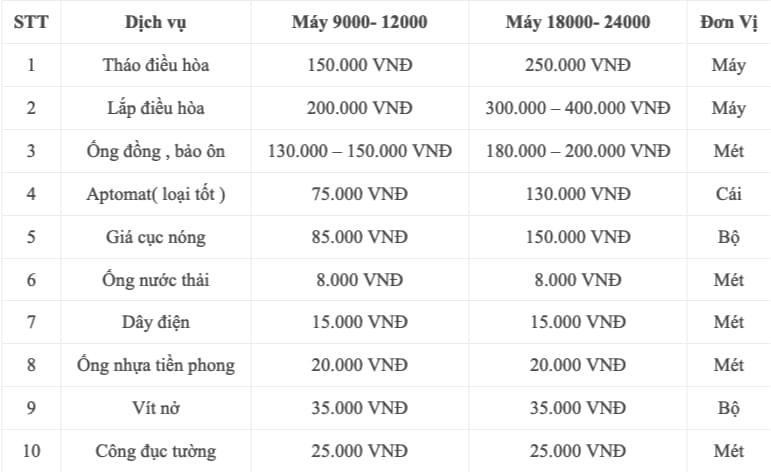 STT Dịch vụ Máy 9000- 12000 Máy 18000- 24000 Đơn Vị
1 Tháo điều hòa 150.000 VNĐ 250.000 VNĐ Máy
2 Lắp điều hòa 200.000 VNĐ 300.000 – 400.000 VNĐ Máy
3 Ống đồng , bảo ôn 130.000 – 150.000 VNĐ 180.000 – 200.000 VNĐ Mét
4 Aptomat( loại tốt ) 75.000 VNĐ 130.000 VNĐ Cái
5 Giá cục nóng 85.000 VNĐ 150.000 VNĐ Bộ
6 Ống nước thải 8.000 VNĐ 8.000 VNĐ Mét
7 Dây điện 15.000 VNĐ 15.000 VNĐ Mét
8 Ống nhựa tiền phong 20.000 VNĐ 20.000 VNĐ Mét
9 Vít nở 35.000 VNĐ 35.000 VNĐ Bộ
10 Công đục tường 25.000 VNĐ 25.000 VNĐ Mét